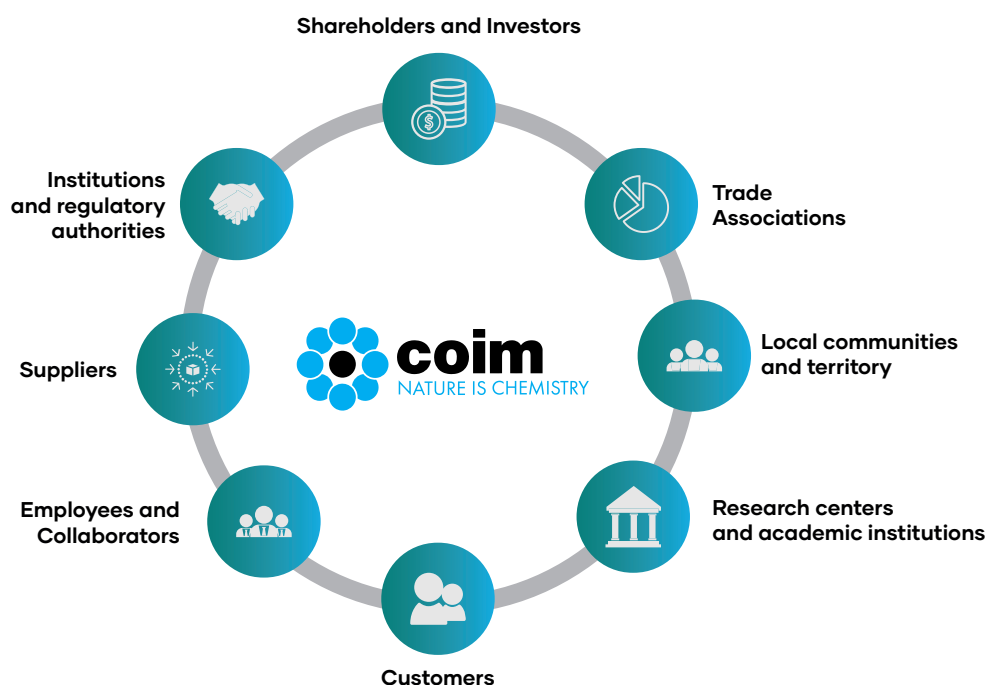 Shareholders and Investors
Institutions
and regulatory
authorities
Trade
Associations
Suppliers
coim
NATURE IS CHEMISTRY
Local communities
and territory
Employees and
Collaborators
Research centers
and academic institutions
Customers
$